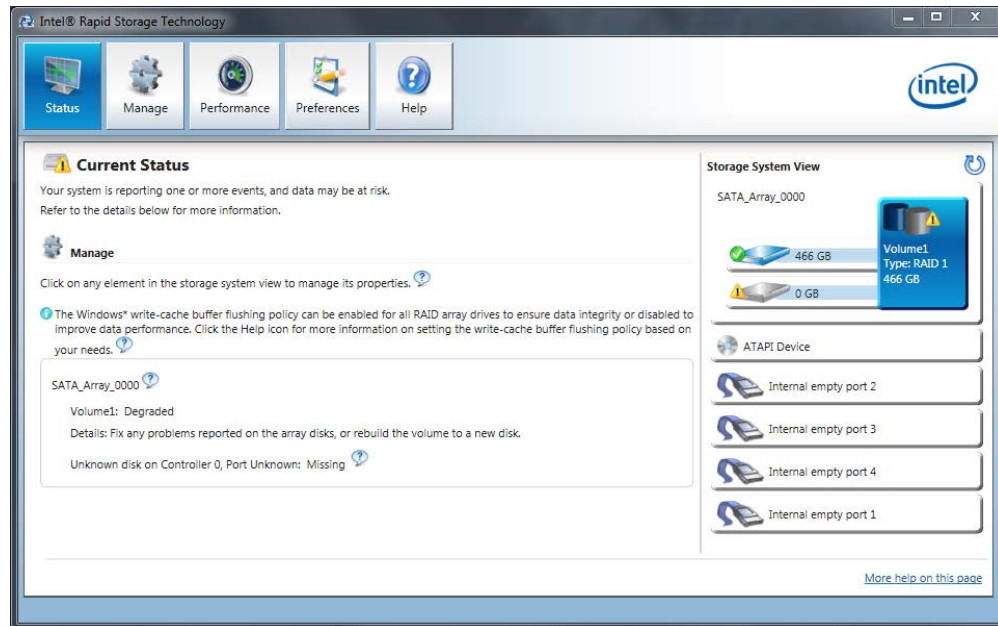 Intel® Rapid Storage Technology
Status
Manage
Performance
Preferences
Help
intel
Current Status
Your system is reporting one or more events, and data may be at risk.
Refer to the details below for more information.
Manage
Click on any element in the storage system view to manage its properties.
The Windows* write-cache buffer flushing policy can be enabled for all RAID array drives to ensure data integrity or disabled to
improve data performance. Click the Help icon for more information on setting the write-cache buffer flushing policy based on
your needs.
SATA_Array_0000
Volume1: Degraded
Details: Fix any problems reported on the array disks, or rebuild the volume to a new disk.
Unknown disk on Controller 0, Port Unknown: Missing
Storage System View
SATA_Array_0000
466 GB
0 GB
Volume1
Type: RAID 1
466 GB
ATAPI Device
Internal empty port 2
Internal empty port 3
Internal empty port 4
Internal empty port 1
More help on this page